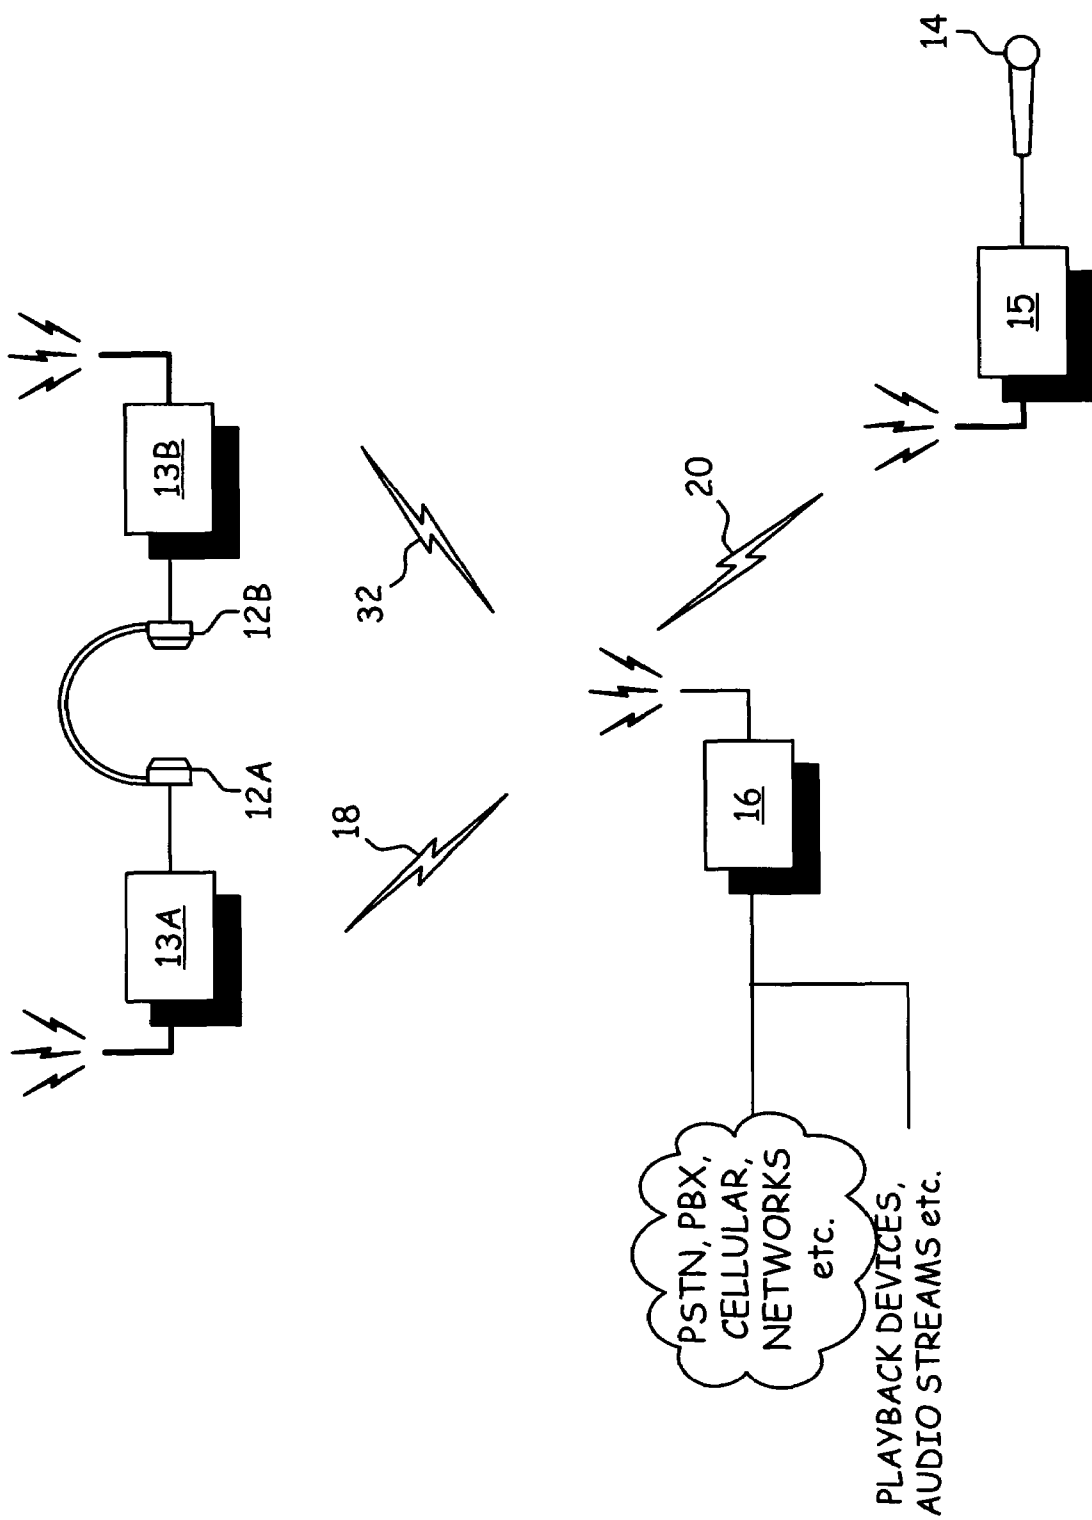 13A
12A
12B
13B
18
32
PSTN, PBX,
CELLULAR,
NETWORKS
etc.
16
20
PLAYBACK DEVICES,
AUDIO STREAMS etc.
15
14